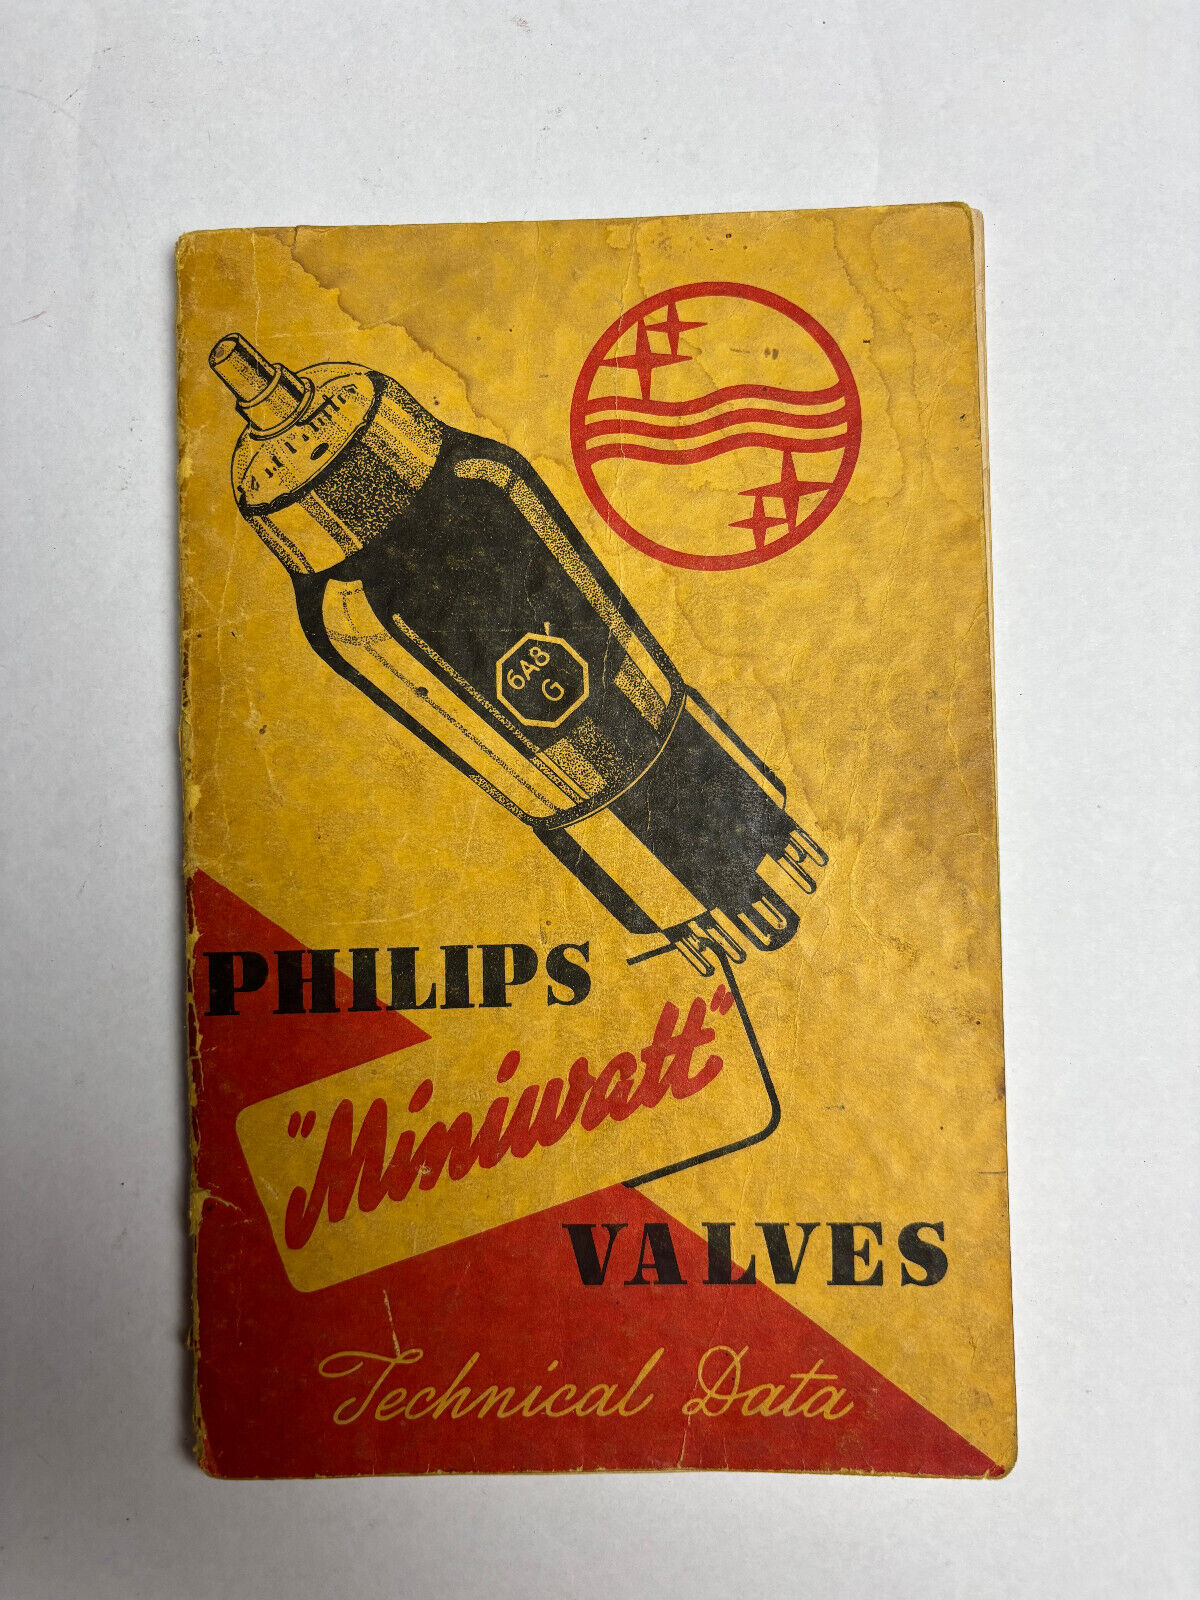 6A8
G
PHILIPS
"Miniwatt"
VALVES
Technical Data